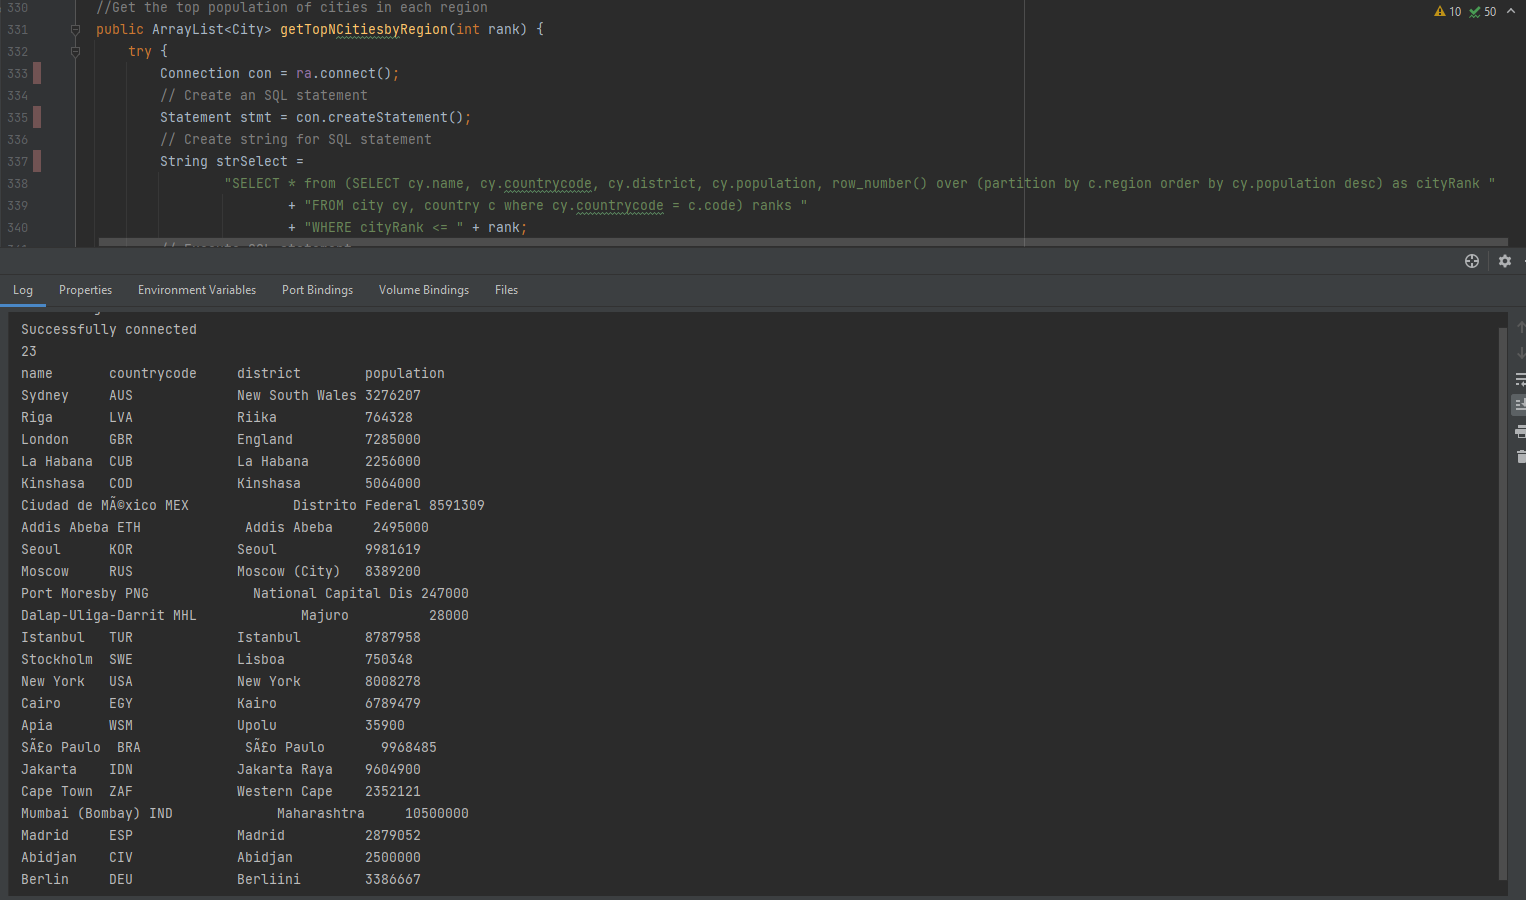 330 //Get the top population of cities in each region
10 50
331 public ArrayList<City> getTopNCitiesbyRegion(int rank) {
332 try {
333 Connection con = ra.connect();
334 // Create an SQL statement
335 Statement stmt = con.createStatement();
336 // Create string for SQL statement
337 String strSelect =
338 "SELECT * from (SELECT cy.name, cy.countrycode, cy.district, cy.population, row_number() over (partition by c.region order by cy.population desc) as cityRank "
339 + "FROM city cy, country c where cy.countrycode = c.code) ranks "
340 + "WHERE cityRank <= " + rank;
Log Properties Environment Variables Port Bindings Volume Bindings Files
Successfully connected
23
name countrycode district population
Sydney AUS New South Wales 3276207
Riga LVA Riika 764328
London GBR England 7285000
La Habana CUB La Habana 2256000
Kinshasa COD Kinshasa 5064000
Ciudad de MÃ©xico MEX Distrito Federal 8591309
Addis Abeba ETH Addis Abeba 2495000
Seoul KOR Seoul 9981619
Moscow RUS Moscow (City) 8389200
Port Moresby PNG National Capital Dis 247000
Dalap-Uliga-Darrit MHL Majuro 28000
Istanbul TUR Istanbul 8787958
Stockholm SWE Lisboa 750348
New York USA New York 8008278
Cairo EGY Kairo 6789479
Apia WSM Upolu 35900
SÃ£o Paulo BRA SÃ£o Paulo 9968485
Jakarta IDN Jakarta Raya 9604900
Cape Town ZAF Western Cape 2352121
Mumbai (Bombay) IND Maharashtra 10500000
Madrid ESP Madrid 2879052
Abidjan CIV Abidjan 2500000
Berlin DEU Berliini 3386667